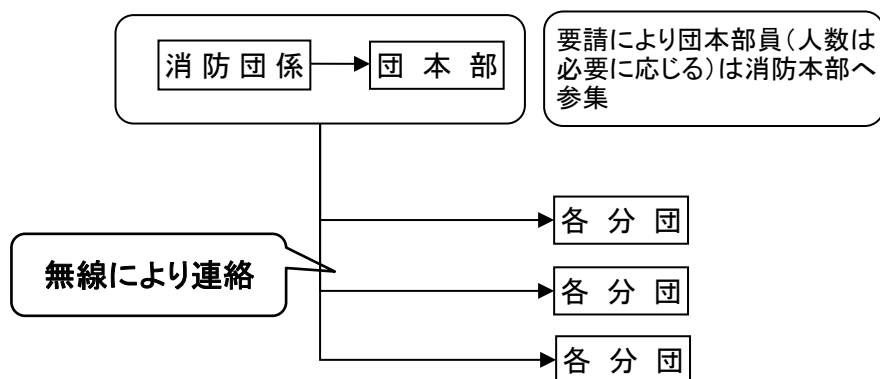 消防団係
団本部
要請により団本部員（人数は
必要に応じる）は消防本部へ
参集
各分団
無線により連絡
各分団
各分団